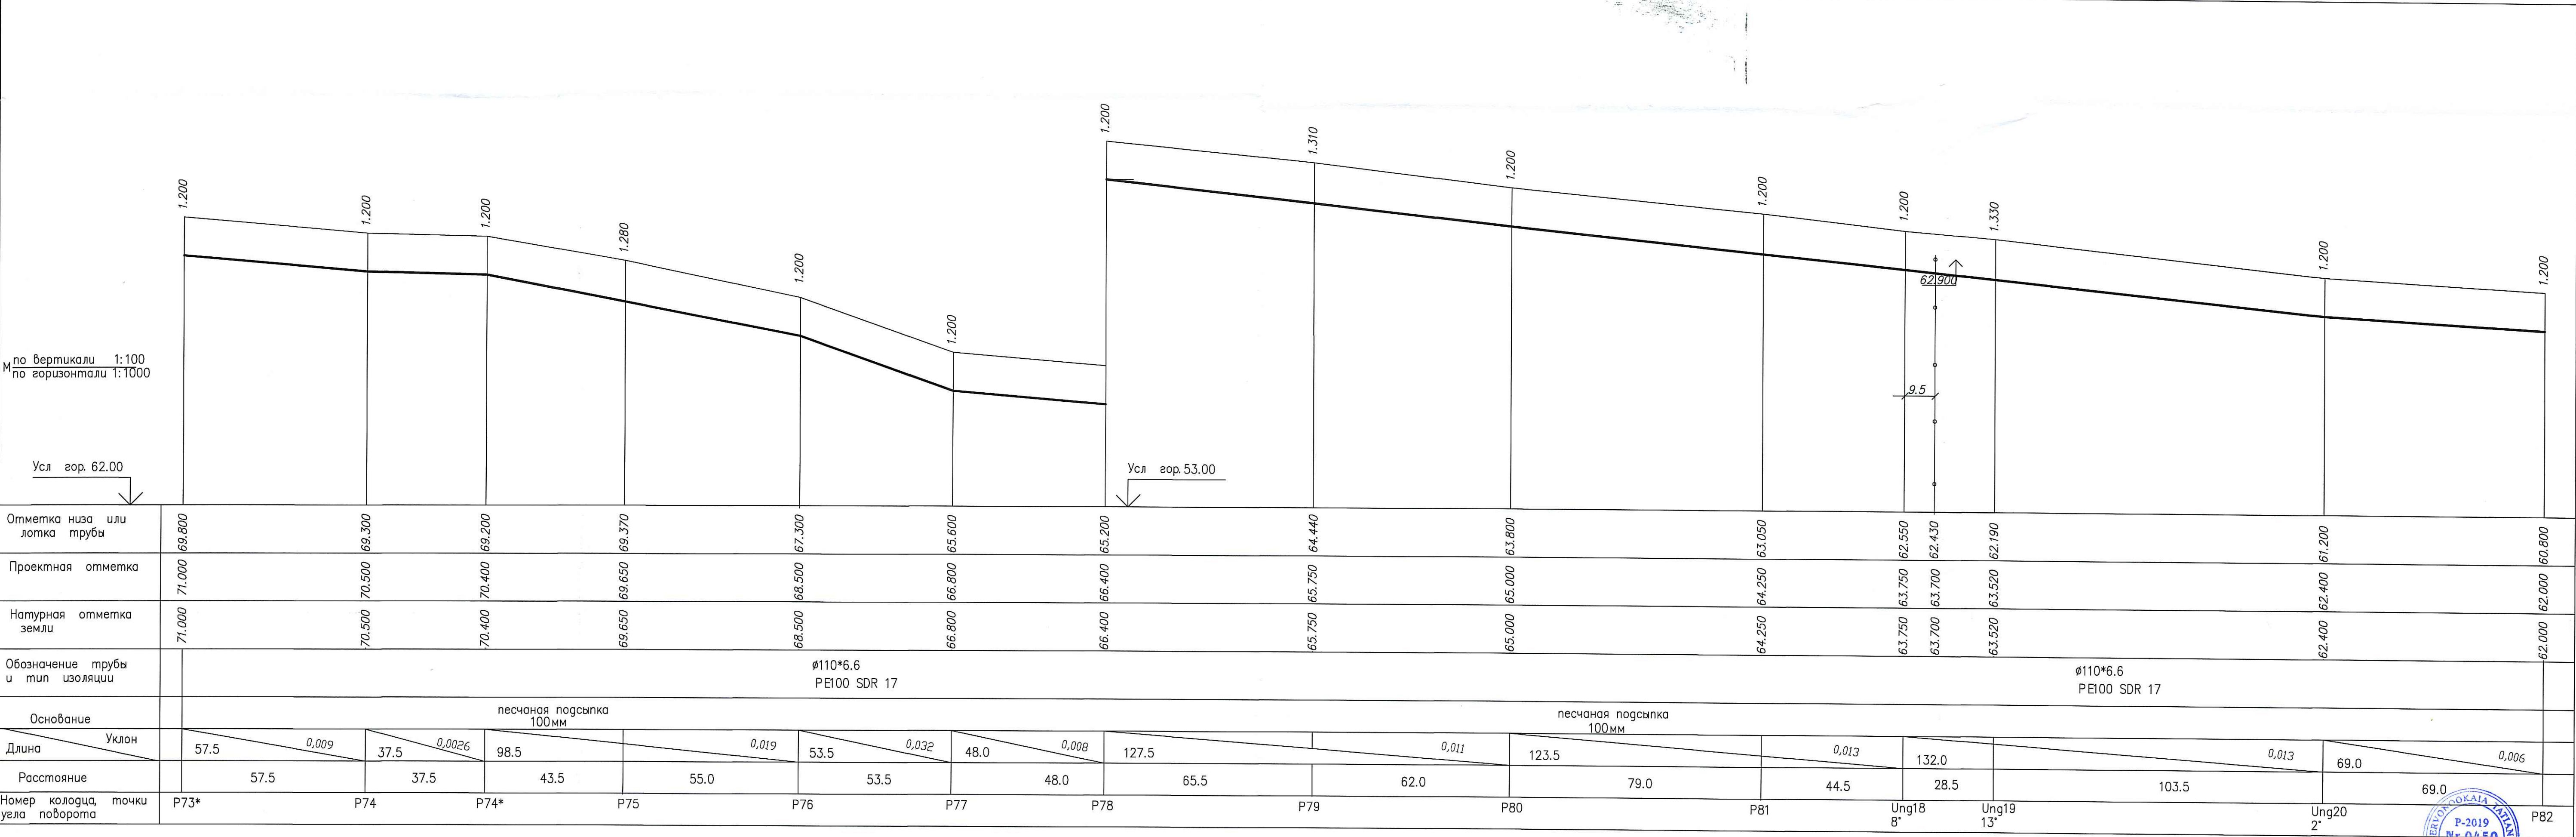 1.200 1.200 1.200 1.280 1.200 1.200 1.200 1.310 1.200 1.200 1.200 1.330 1.200 1.200
62.900
М по вертикали 1:100
по горизонтали 1:1000
9.5
Усл гор. 62.00
Усл гор. 53.00
Отметка низа или
лотка трубы
69.800 69.300 69.200 69.370 67.300 65.600 65.200 64.440 63.800 63.050 62.550 62.430 62.190 61.200 60.800
Проектная отметка
71.000 70.500 70.400 69.650 68.500 66.800 66.400 65.750 65.000 64.250 63.750 63.700 63.520 62.400 62.000
Натурная отметка
земли
71.000 70.500 70.400 69.650 68.500 66.800 66.400 65.750 65.000 64.250 63.750 63.700 63.520 62.400 62.000
Обозначение трубы
и тип изоляции
ø110*6.6
PE100 SDR 17
ø110*6.6
PE100 SDR 17
Основание
песчаная подсыпка
100мм
песчаная подсыпка
100мм
Уклон
Длина
57.5 0,009 37.5 0,0026 98.5 0,019 53.5 0,032 48.0 0,008 127.5 0,011 123.5 0,013 132.0 0,013 69.0 0,006
Расстояние
57.5 37.5 43.5 55.0 53.5 48.0 65.5 62.0 79.0 44.5 28.5 103.5 69.0
Номер колодца, точки
угла поворота
P73* P74 P74* P75 P76 P77 P78 P79 P80 P81 Ung18 Ung19 Ung20 P82
8° 13° 2°
P-2019